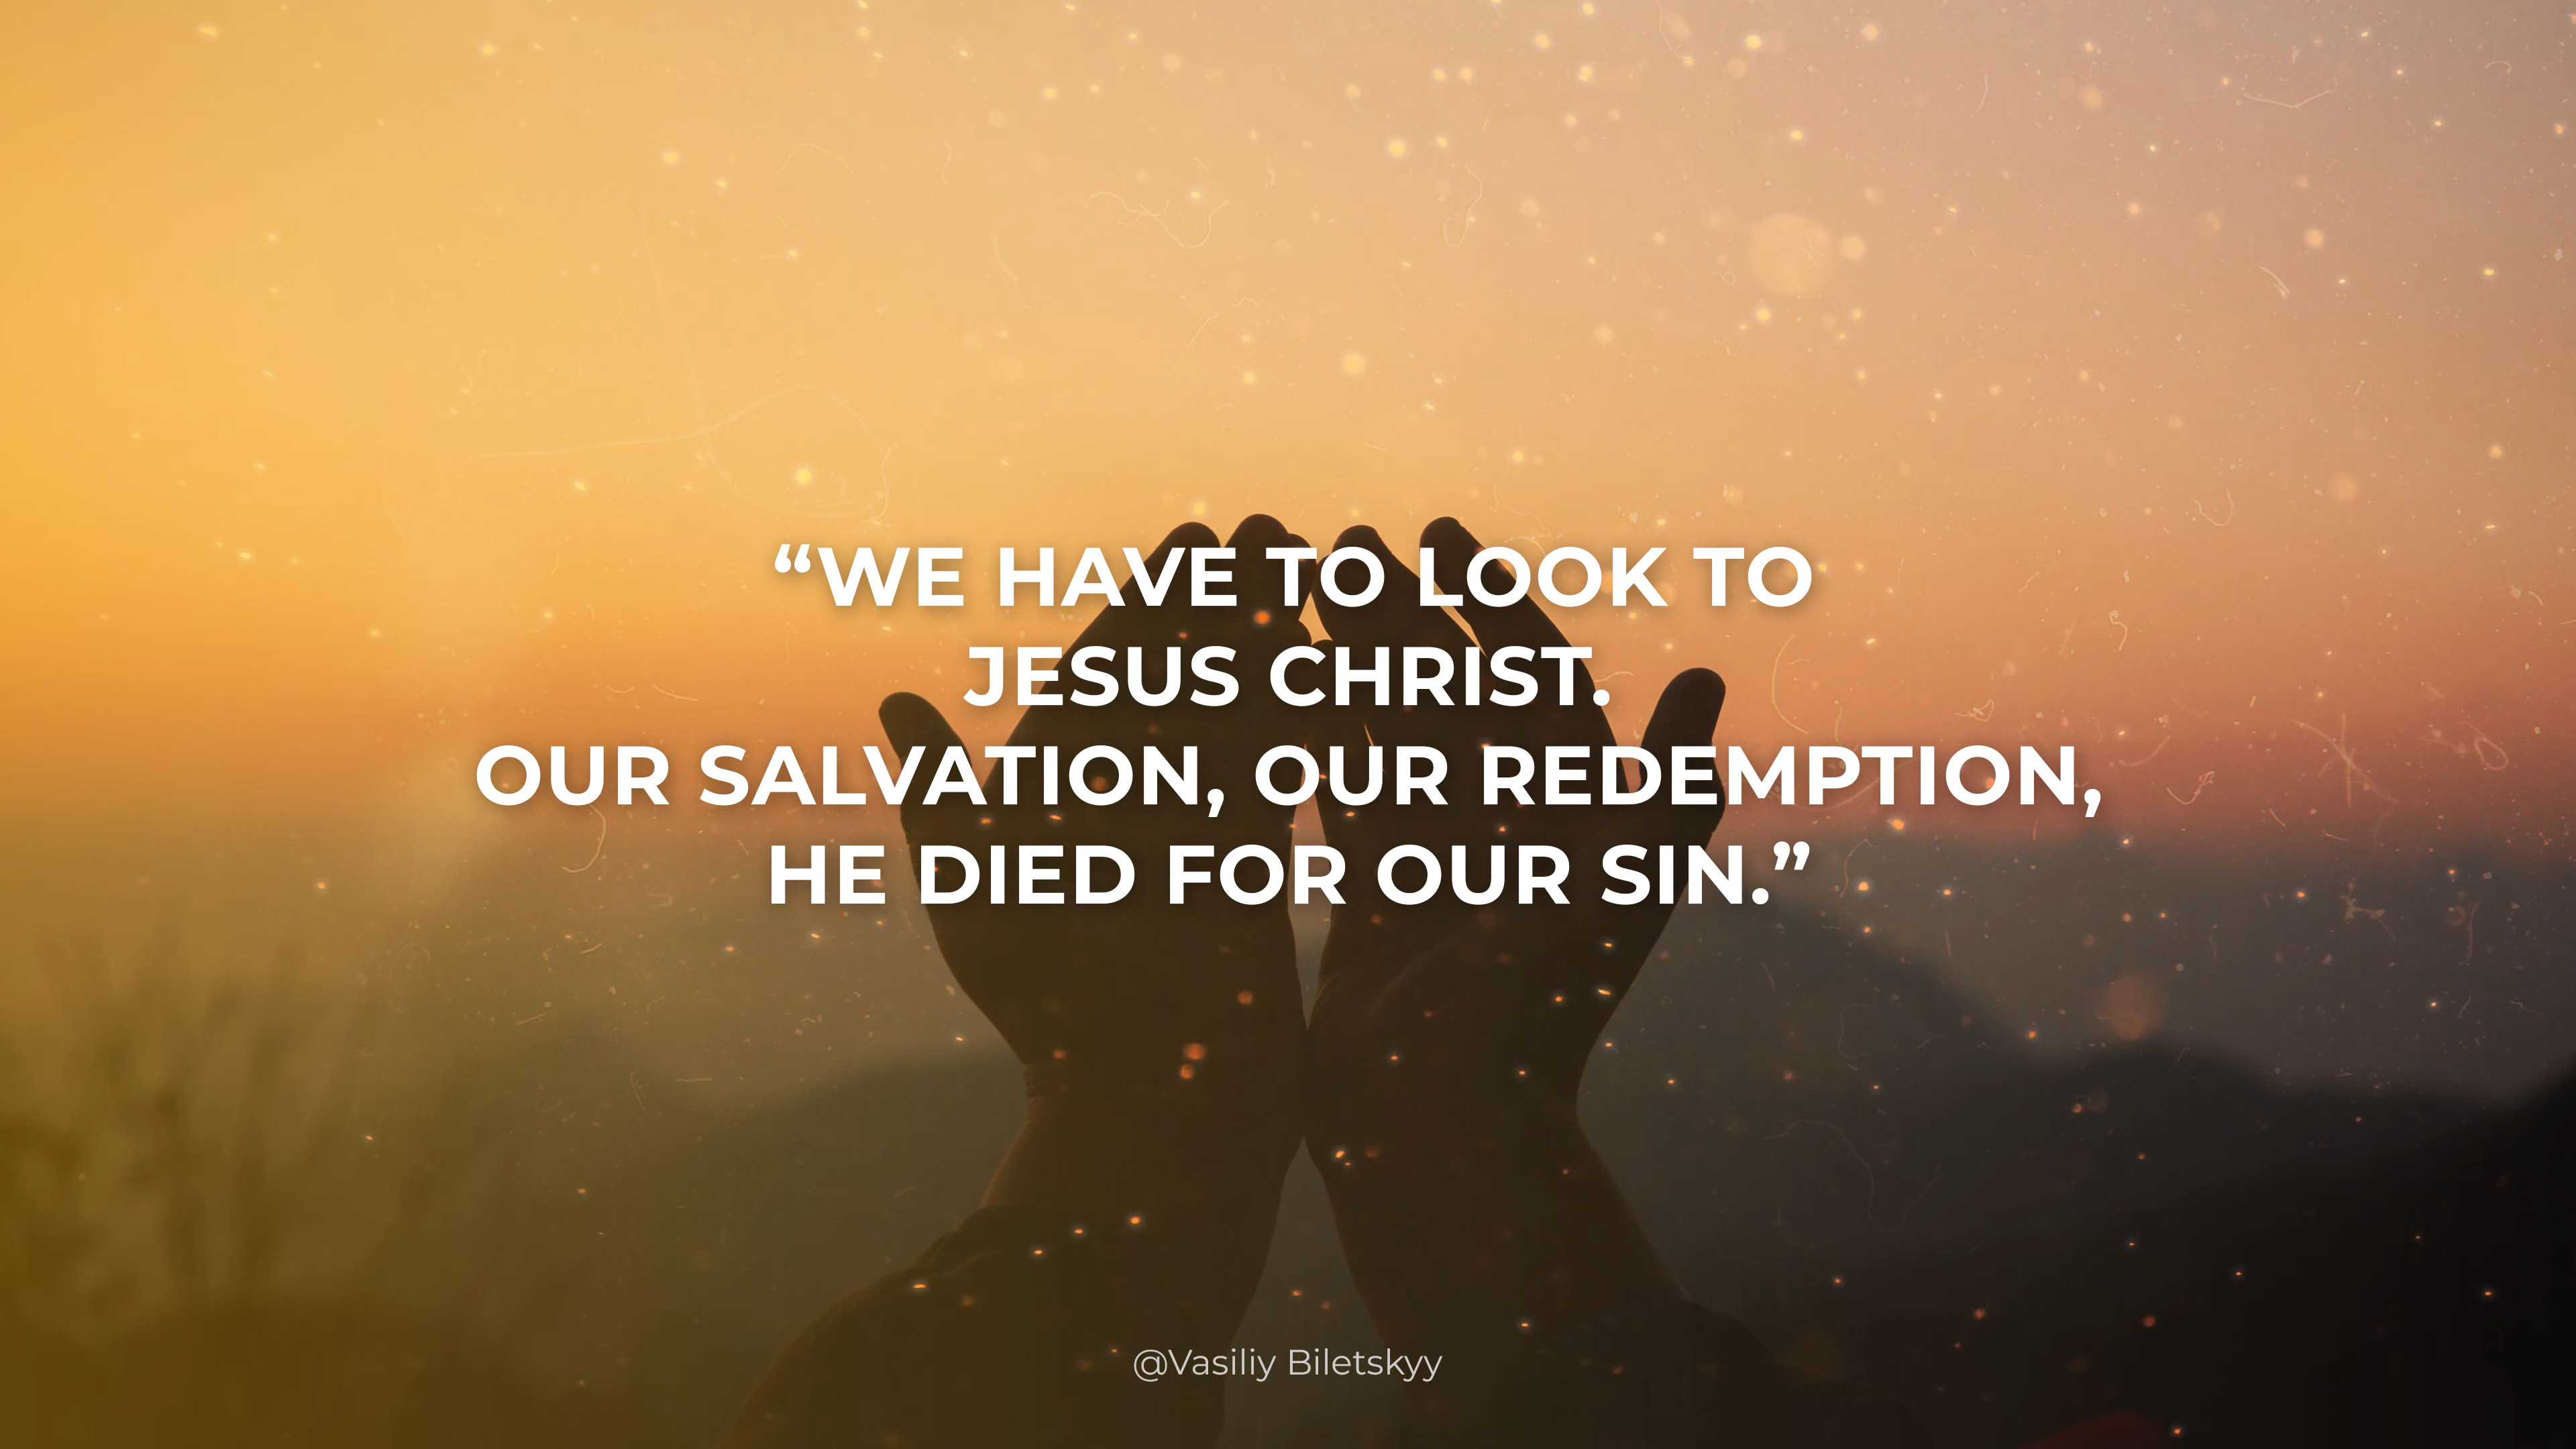 “WE HAVE TO LOOK TO
JESUS CHRIST.
OUR SALVATION, OUR REDEMPTION,
HE DIED FOR OUR SIN.”
@Vasiliy Biletskyy